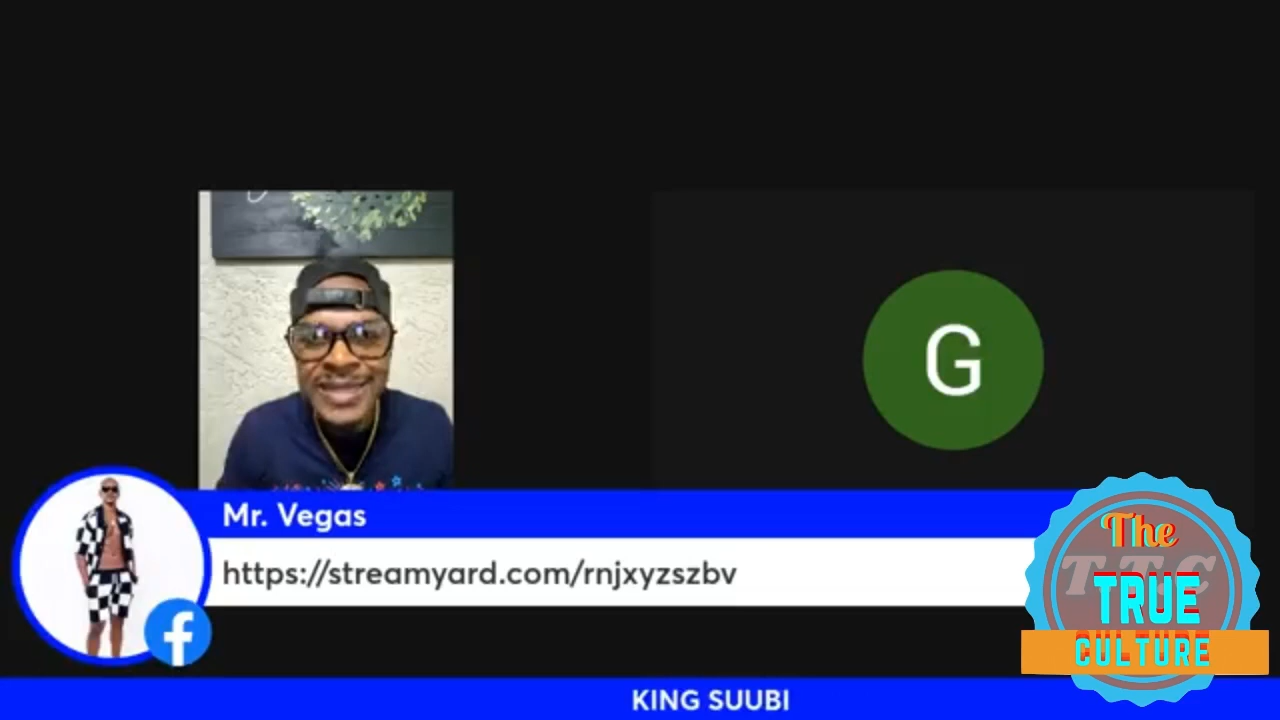 G
Mr. Vegas
https://streamyard.com/rnjxyzszbv
The
T.T.C
TRUE
CULTURE
KING SUUBI